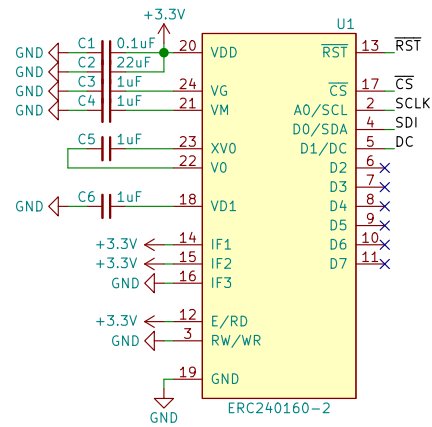 +3.3V
U1
C1 0.1uF 20 VDD RST 13 RST
GND
C2 22uF
GND
C3 1uF 24 VG CS 17 CS
GND
C4 1uF 21 VM A0/SCL 2 SCLK
GND
D0/SDA 4 SDI
C5 1uF 23 XV0 D1/DC 5 DC
22 V0 D2 6
D3 7
C6 1uF 18 VD1 D4 8
GND
D5 9
+3.3V 14 IF1 D6 10
+3.3V 15 IF2 D7 11
GND 16 IF3
+3.3V 12 E/RD
GND 3 RW/WR
19 GND
GND
ERC240160-2